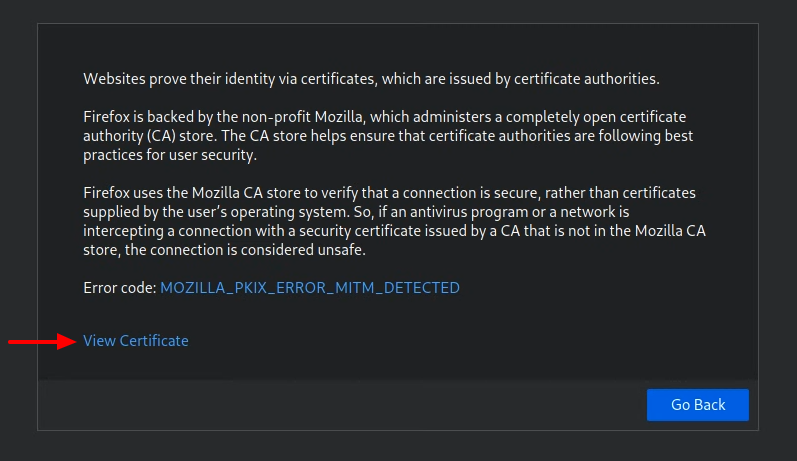 Websites prove their identity via certificates, which are issued by certificate authorities.
Firefox is backed by the non-profit Mozilla, which administers a completely open certificate
authority (CA) store. The CA store helps ensure that certificate authorities are following best
practices for user security.
Firefox uses the Mozilla CA store to verify that a connection is secure, rather than certificates
supplied by the user’s operating system. So, if an antivirus program or a network is
intercepting a connection with a security certificate issued by a CA that is not in the Mozilla CA
store, the connection is considered unsafe.
Error code: MOZILLA_PKIX_ERROR_MITM_DETECTED
View Certificate
Go Back